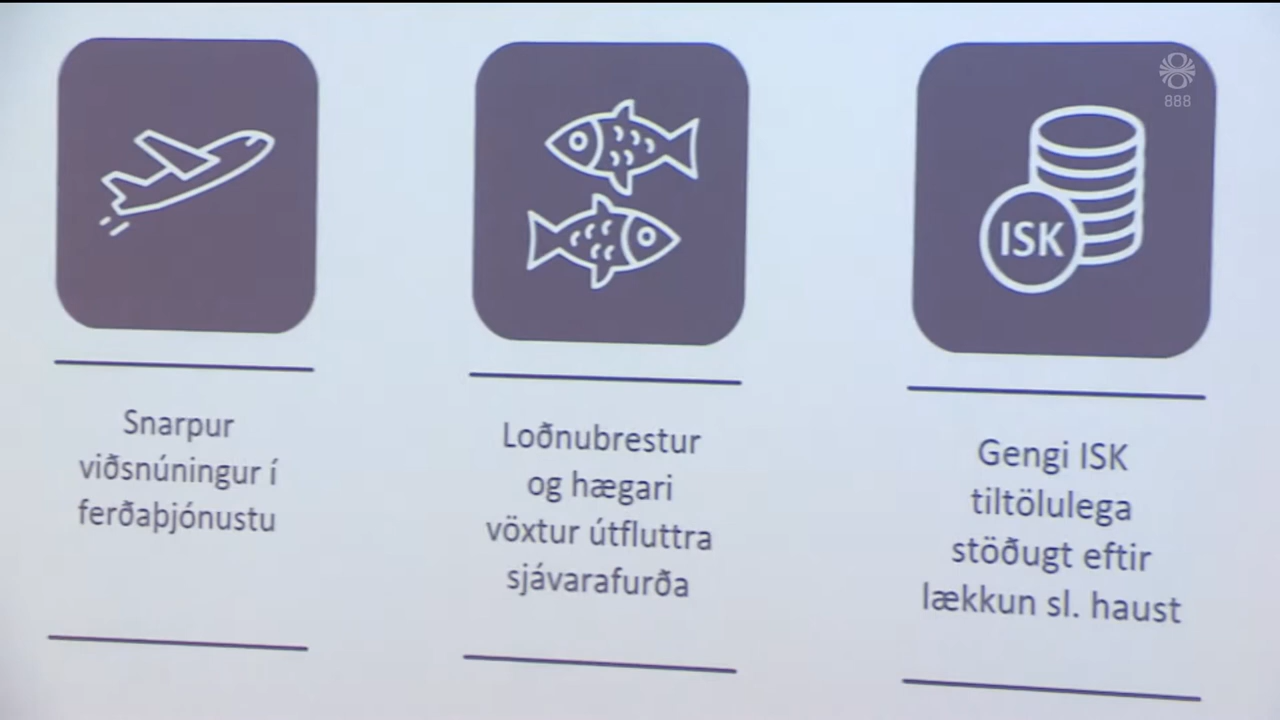 888
ISK
Snarpur
viðsnúningur í
ferðaþjónustu
Loðnubrestur
og hægari
vöxtur útfluttra
sjávarafurða
Gengi ISK
tiltölulega
stöðugt eftir
lækkun sl. haust